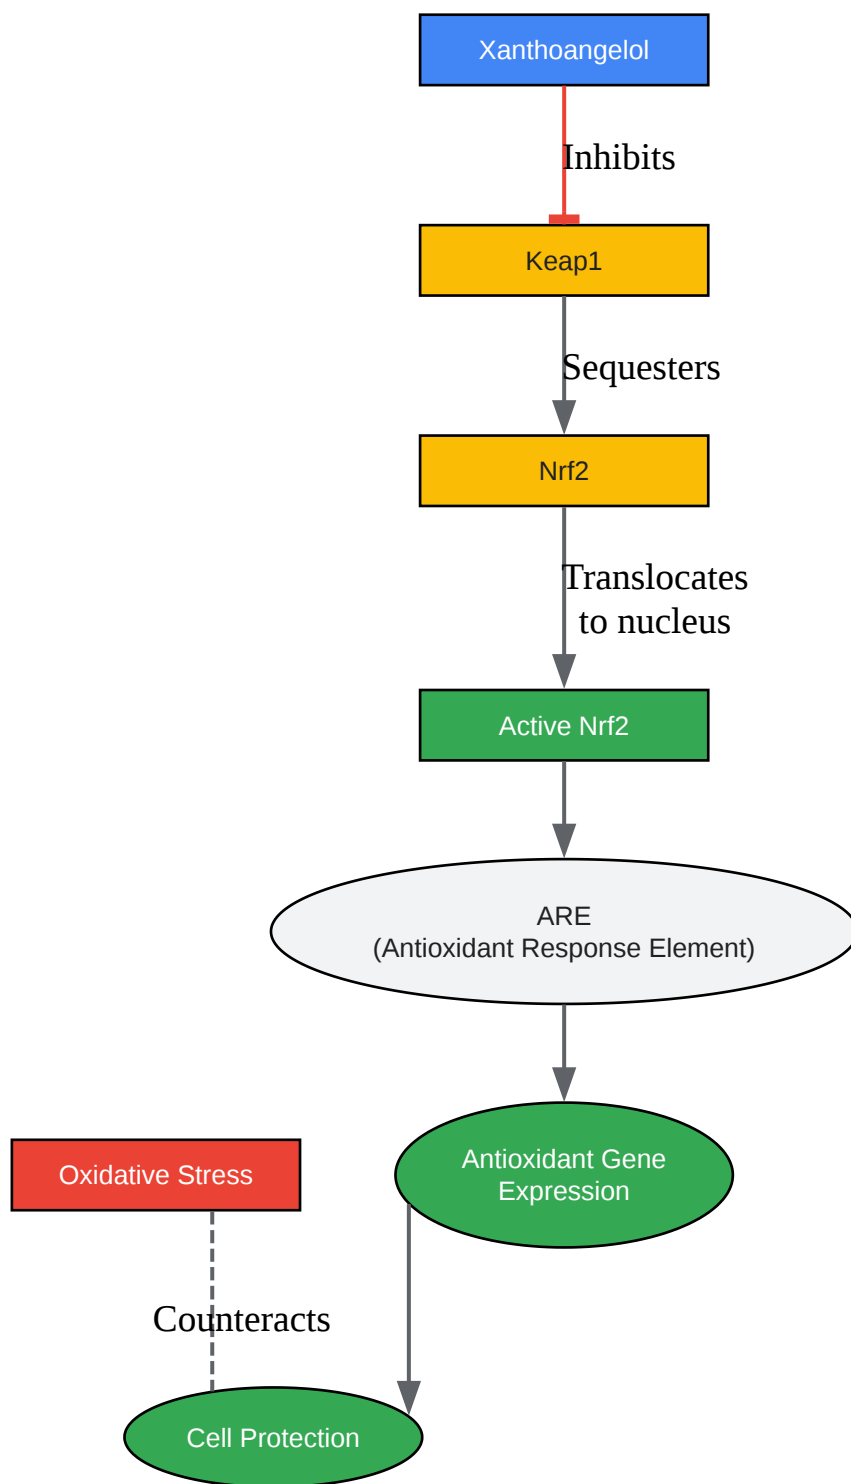 Xanthoangelol
Inhibits
Keap1
Sequesters
Nrf2
Translocates
to nucleus
Active Nrf2
ARE
(Antioxidant Response Element)
Antioxidant Gene
Expression
Oxidative Stress
Counteracts
Cell Protection